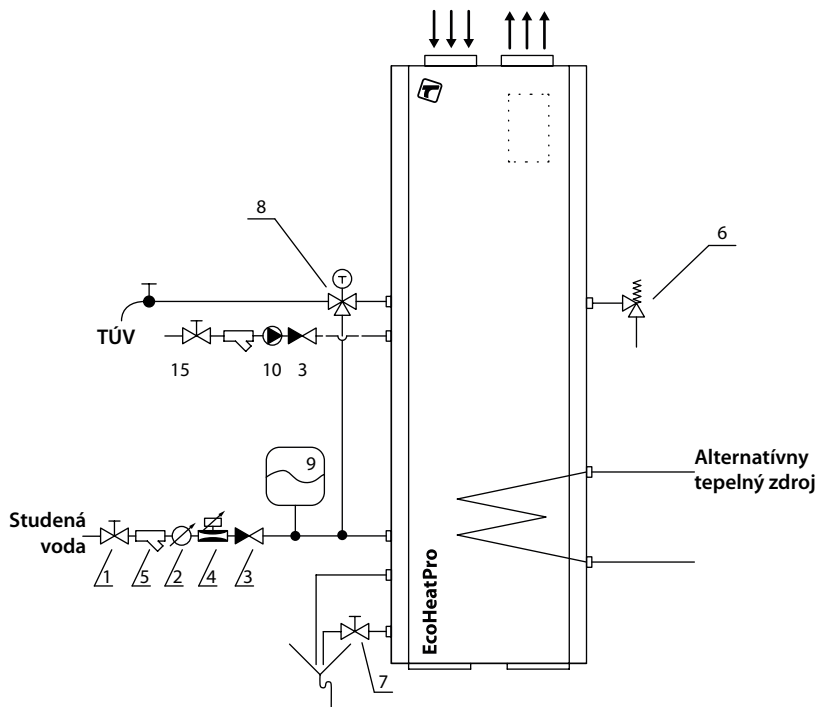 8
6
T
TÚV
15
10
3
9
Alternatívny
tepelný zdroj
Studená
voda
1
5
2
4
3
EcoHeatPro
7